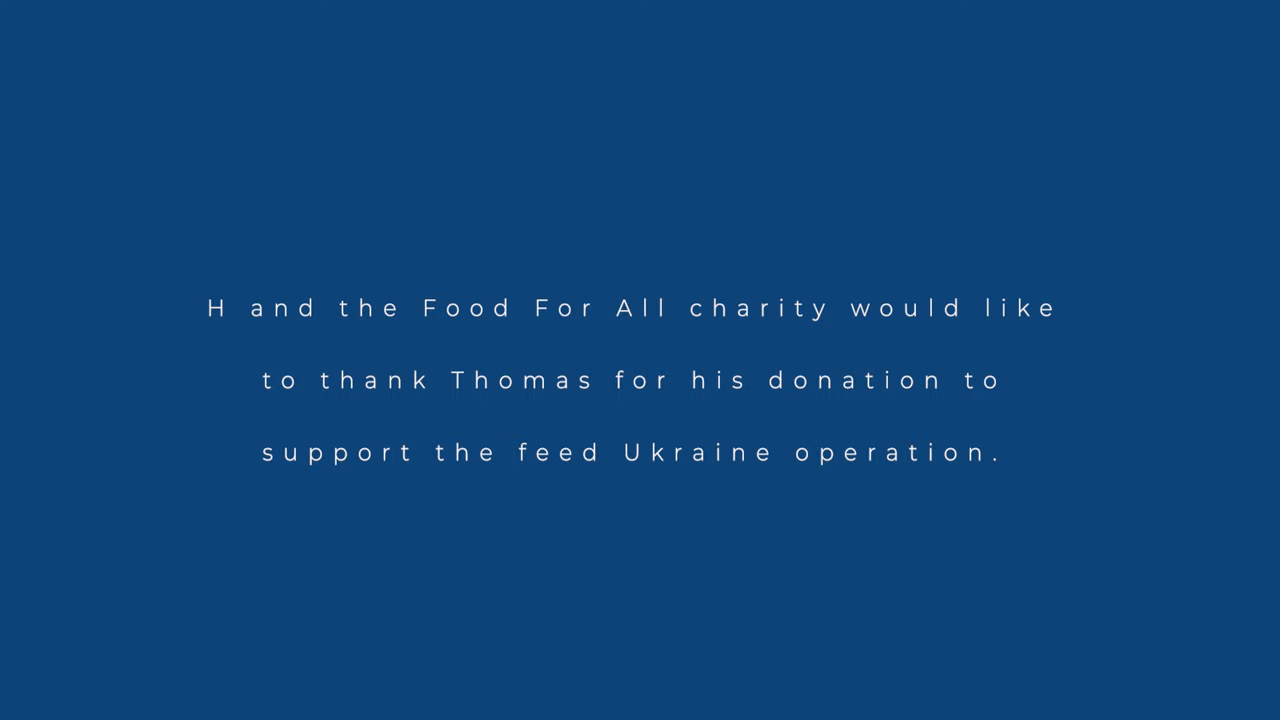 H and the Food For All charity would like
to thank Thomas for his donation to
support the feed Ukraine operation.